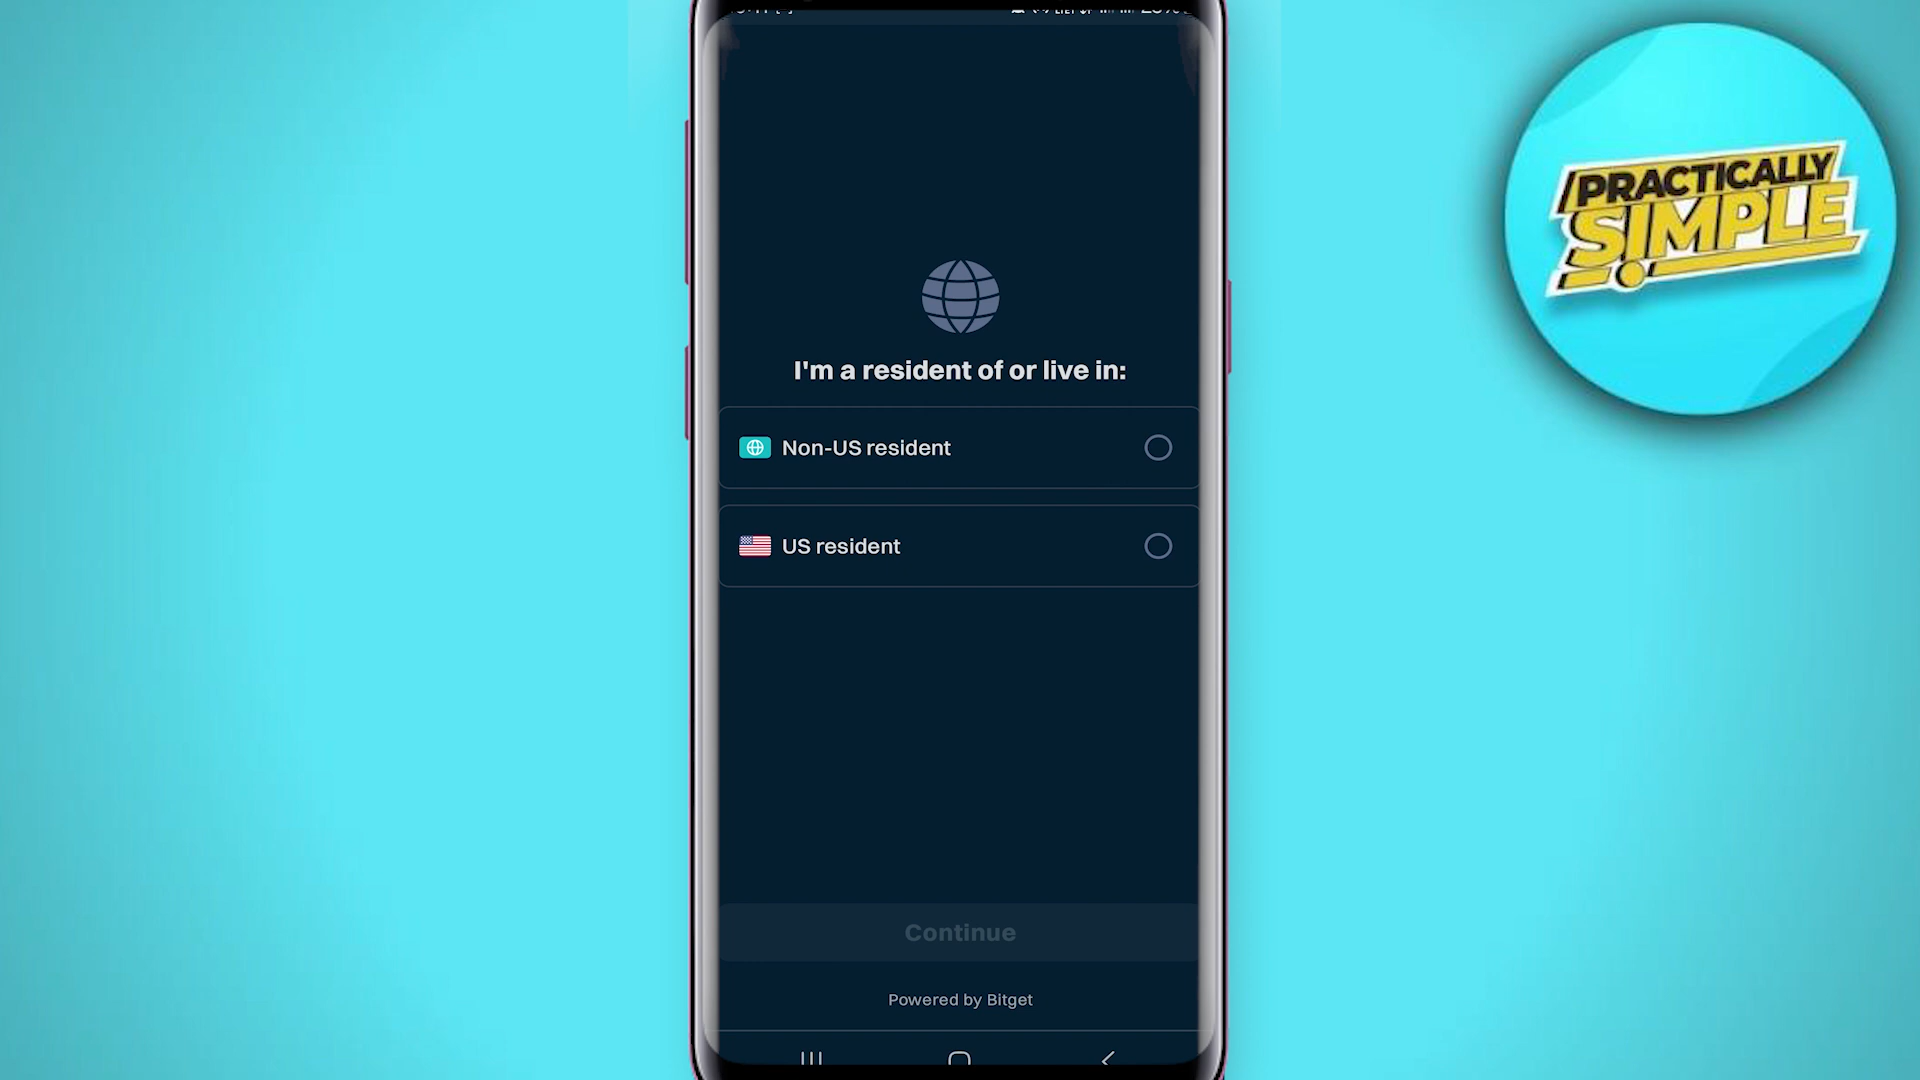 PRACTICALLY
SIMPLE
I'm a resident of or live in:
Non-US resident
US resident
Continue
Powered by Bitget